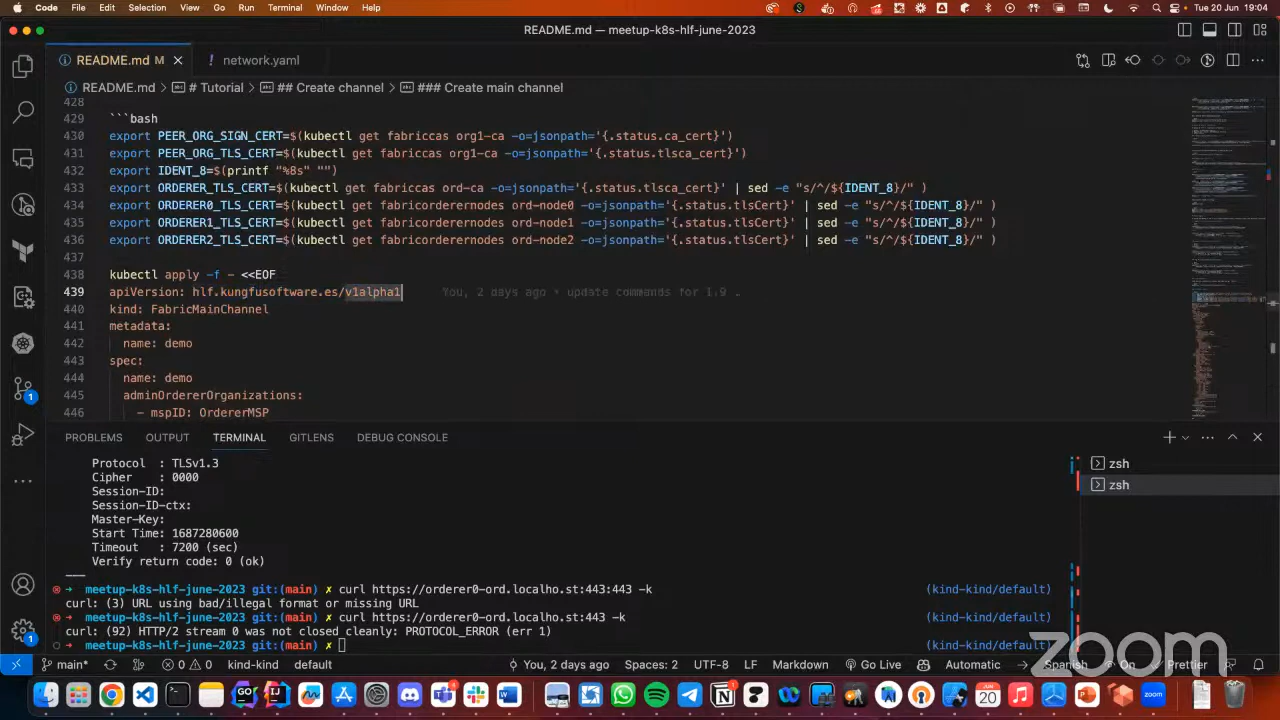 Code File Edit Selection View Go Run Terminal Window Help Tue 20 Jun 19:04
README.md — meetup-k8s-hlf-june-2023
README.md M network.yaml
README.md > # Tutorial > ## Create channel > ### Create main channel
428
429 ```bash
430 export PEER_ORG_SIGN_CERT=$(kubectl get fabriccas org1-ca -o=jsonpath='{.status.ca_cert}')
431 export PEER_ORG_TLS_CERT=$(kubectl get fabriccas org1-ca -o=jsonpath='{.status.tlsca_cert}')
432 export IDENT_8=$(printf "%8s" "")
433 export ORDERER_TLS_CERT=$(kubectl get fabriccas ord-ca -o=jsonpath='{.status.tlsca_cert}' | sed -e "s/^/${IDENT_8}/" )
434 export ORDERER0_TLS_CERT=$(kubectl get fabricorderernodes ord-node0 -o=jsonpath='{.status.tlsCert}' | sed -e "s/^/${IDENT_8}/" )
435 export ORDERER1_TLS_CERT=$(kubectl get fabricorderernodes ord-node1 -o=jsonpath='{.status.tlsCert}' | sed -e "s/^/${IDENT_8}/" )
436 export ORDERER2_TLS_CERT=$(kubectl get fabricorderernodes ord-node2 -o=jsonpath='{.status.tlsCert}' | sed -e "s/^/${IDENT_8}/" )
437
438 kubectl apply -f - <<EOF
439 apiVersion: hlf.kungfusoftware.es/v1alpha1 You, 2 days ago • update commands for 1.9 .
440 kind: FabricMainChannel
441 metadata:
442 name: demo
443 spec:
444 name: demo
445 adminOrdererOrganizations:
446 - mspID: OrdererMSP
PROBLEMS OUTPUT TERMINAL GITLENS DEBUG CONSOLE
Protocol : TLSv1.3
Cipher : 0000
Session-ID:
Session-ID-ctx:
Master-Key:
Start Time: 1687280600
Timeout : 7200 (sec)
Verify return code: 0 (ok)
---
→ meetup-k8s-hlf-june-2023 git:(main) ✗ curl https://orderer0-ord.localho.st:443:443 -k (kind-kind/default)
curl: (3) URL using bad/illegal format or missing URL
→ meetup-k8s-hlf-june-2023 git:(main) ✗ curl https://orderer0-ord.localho.st:443 -k (kind-kind/default)
curl: (92) HTTP/2 stream 0 was not closed cleanly: PROTOCOL_ERROR (err 1)
→ meetup-k8s-hlf-june-2023 git:(main) ✗ (kind-kind/default)
zsh
zsh
main* 0 0 kind-kind default You, 2 days ago Spaces: 2 UTF-8 LF Markdown Go Live Automatic → Spanish On Prettier
zoom